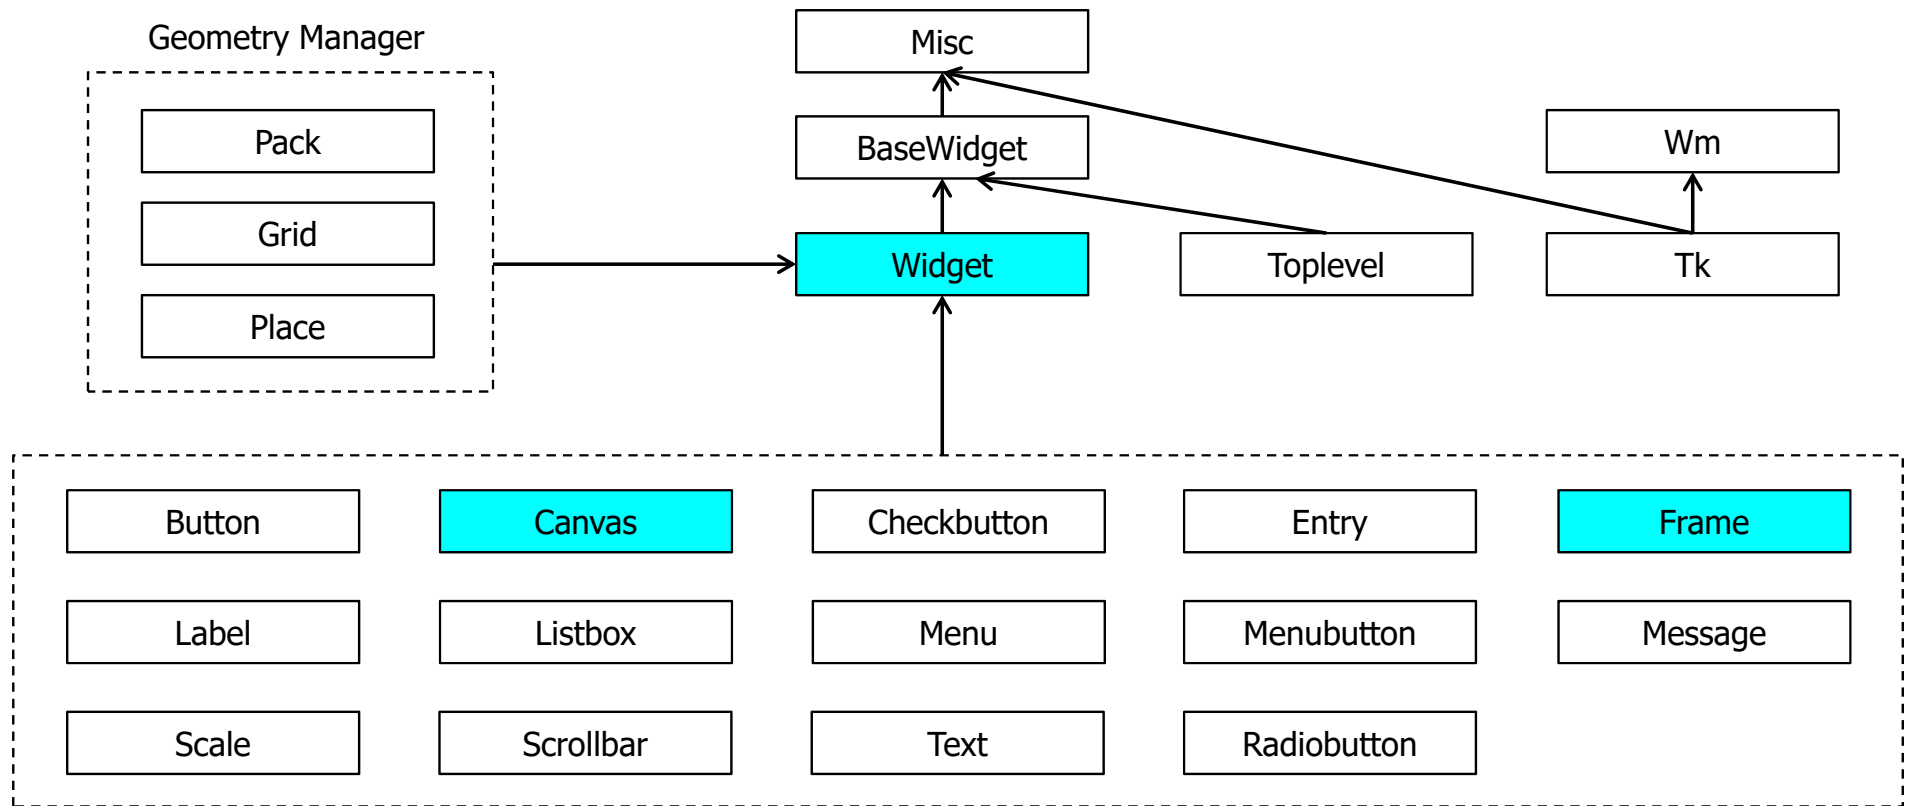 Geometry Manager
Pack
Grid
Place
Misc
BaseWidget
Wm
Widget
Toplevel
Tk
Button
Canvas
Checkbutton
Entry
Frame
Label
Listbox
Menu
Menubutton
Message
Scale
Scrollbar
Text
Radiobutton